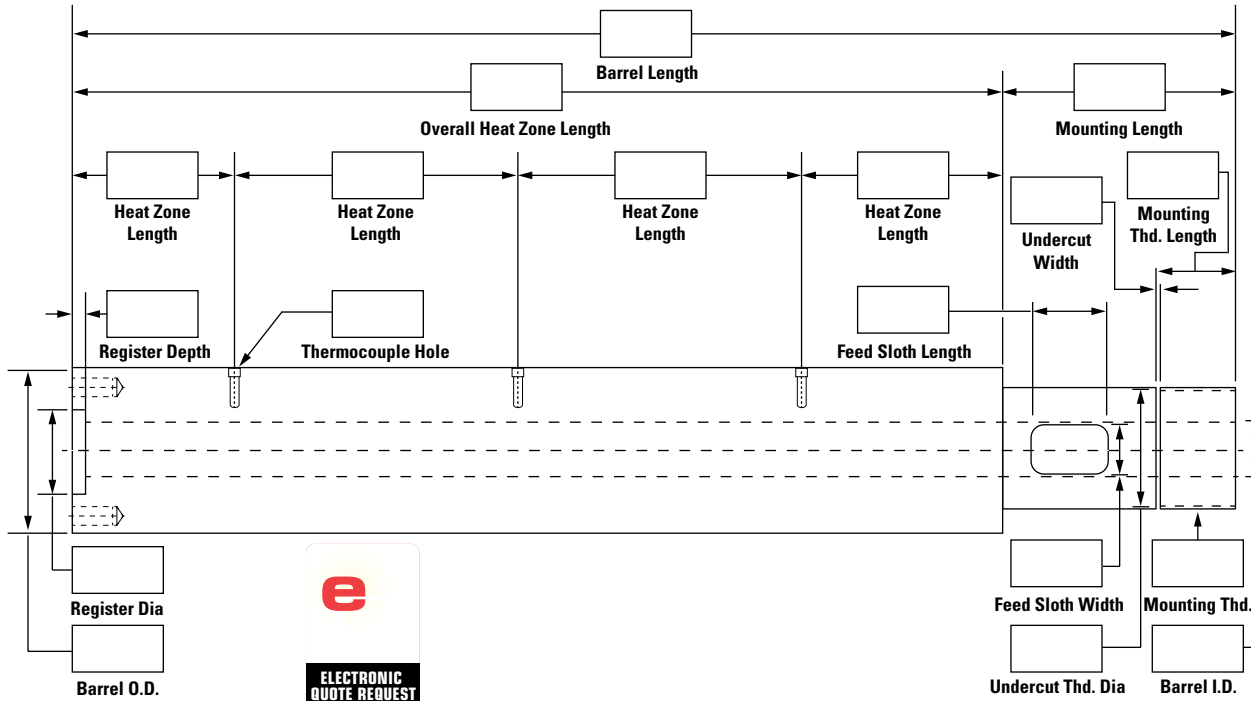 Barrel Length
Overall Heat Zone Length
Mounting Length
Heat Zone
Length
Heat Zone
Length
Heat Zone
Length
Heat Zone
Length
Undercut
Width
Mounting
Thd. Length
Register Depth
Thermocouple Hole
Feed Sloth Length
Register Dia
Barrel O.D.
e
ELECTRONIC
QUOTE REQUEST
Feed Sloth Width
Mounting Thd.
Undercut Thd. Dia
Barrel I.D.